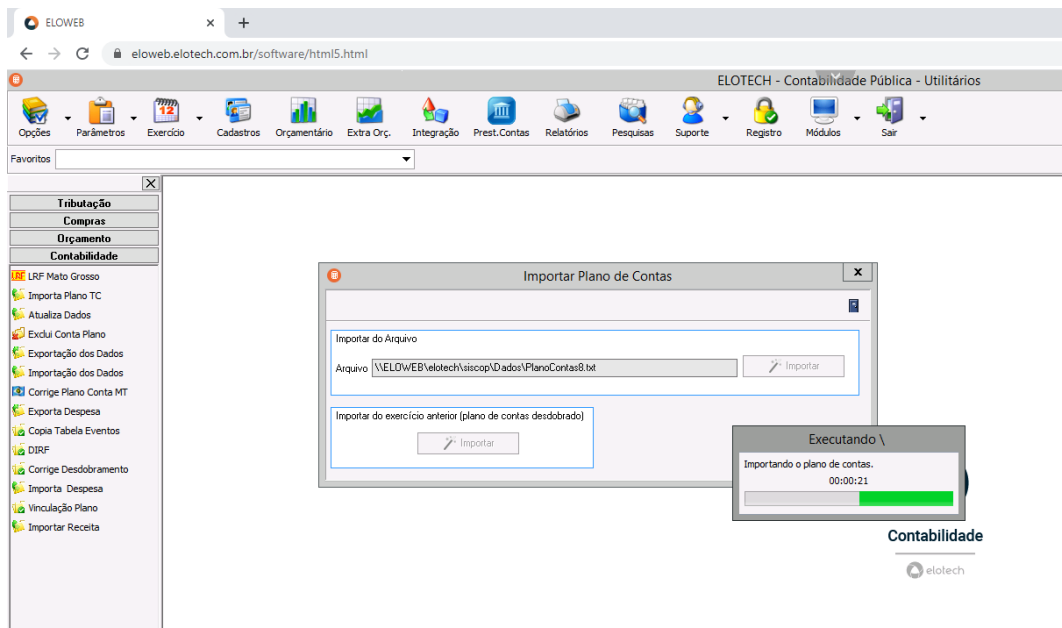 ELOWEB
eloweb.elotech.com.br/software/html5.html
ELOTECH - Contabilidade Pública - Utilitários
Opções Parâmetros Exercício Cadastros Orçamentário Extra Orç. Integração Prest.Contas Relatórios Pesquisas Suporte Registro Módulos Sair
Favoritos
Tributação
Compras
Orçamento
Contabilidade
LRF LRF Mato Grosso
Importa Plano TC
Atualiza Dados
Exclui Conta Plano
Exportação dos Dados
Importação dos Dados
Corrige Plano Conta MT
Exporta Despesa
Copia Tabela Eventos
DIRF
Corrige Desdobramento
Importa Despesa
Vinculação Plano
Importar Receita
Importar Plano de Contas
Importar do Arquivo
Arquivo \\ELOWEB\elotech\siscop\Dados\PlanoContas8.txt Importar
Importar do exercício anterior (plano de contas desdobrado)
Importar
Executando \
Importando o plano de contas.
00:00:21
Contabilidade
elotech